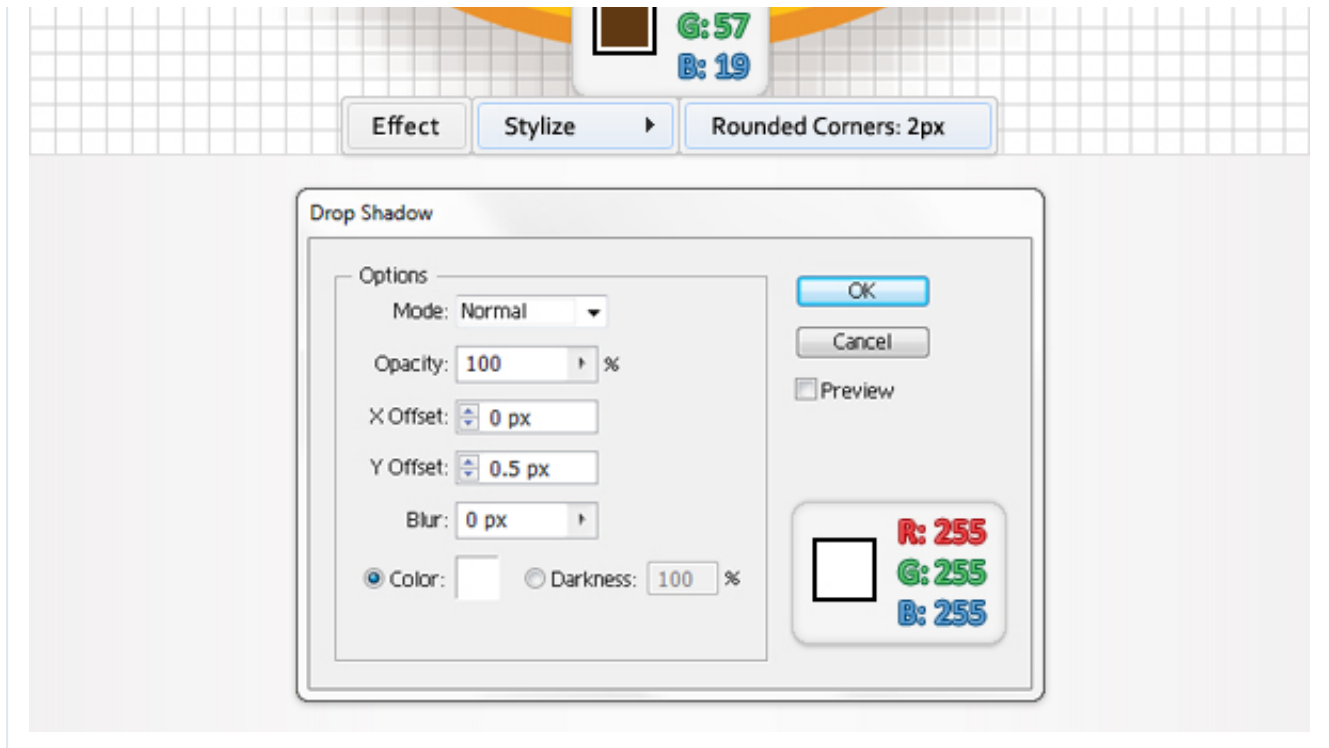 G: 57
B: 19
Effect Stylize Rounded Corners: 2px
Drop Shadow
Options
Mode: Normal
Opacity: 100 %
X Offset: 0 px
Y Offset: 0.5 px
Blur: 0 px
Color: Darkness: 100 %
OK
Cancel
Preview
R: 255
G: 255
B: 255